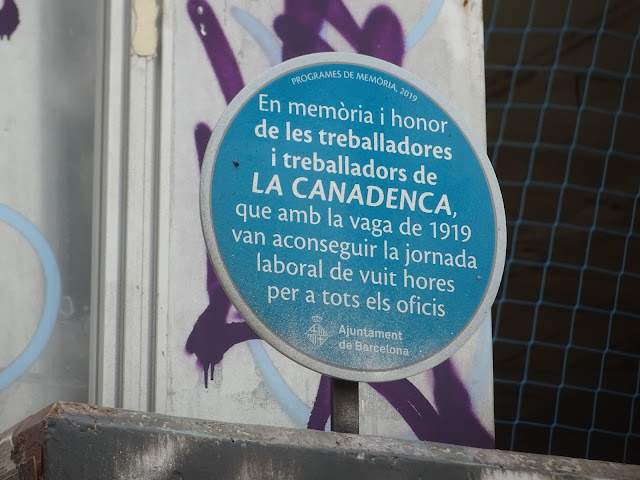 PROGRAMES DE MEMÒRIA, 2019
En memòria i honor
de les treballadores
i treballadors de
LA CANADENCA,
que amb la vaga de 1919
van aconseguir la jornada
laboral de vuit hores
per a tots els oficis
Ajuntament
de Barcelona